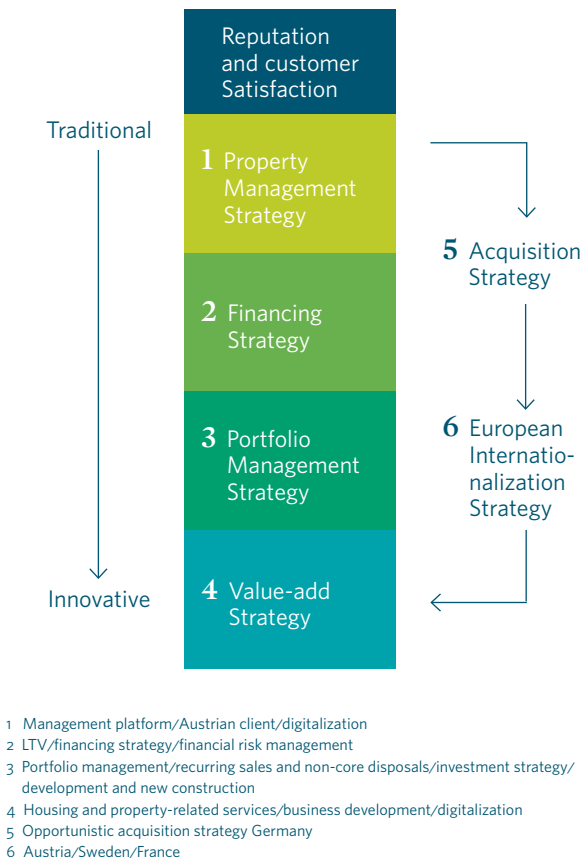 Reputation
and customer
Satisfaction
Traditional
1 Property
Management
Strategy
5 Acquisition
Strategy
2 Financing
Strategy
3 Portfolio
Management
Strategy
6 European
Internatio-
nalization
Strategy
Innovative
4 Value-add
Strategy
1 Management platform/Austrian client/digitalization
2 LTV/financing strategy/financial risk management
3 Portfolio management/recurring sales and non-core disposals/investment strategy/
development and new construction
4 Housing and property-related services/business development/digitalization
5 Opportunistic acquisition strategy Germany
6 Austria/Sweden/France